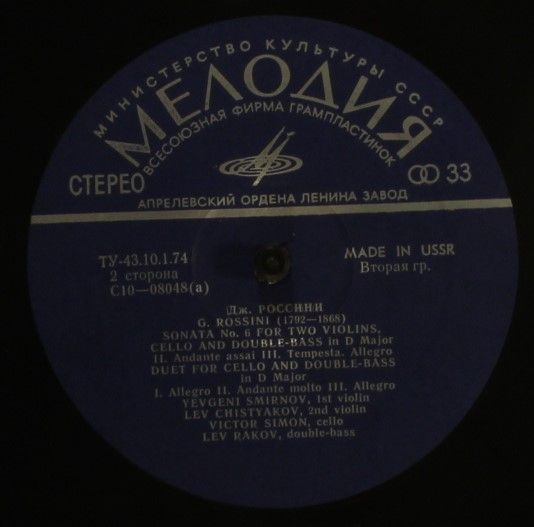 МИНИСТЕРСТВО КУЛЬТУРЫ СССР
МЕЛОДИЯ
ВСЕСОЮЗНАЯ ФИРМА ГРАМПЛАСТИНОК
СТЕРЕО
33
АПРЕЛЕВСКИЙ ОРДЕНА ЛЕНИНА ЗАВОД
ТУ-43.10.1.74
MADE IN USSR
2 сторона
Вторая гр.
С10—08048(а)
Дж. РОССИНИ
G. ROSSINI (1792—1868)
SONATA No. 6 FOR TWO VIOLINS,
CELLO AND DOUBLE-BASS in D Major
II. Andante assai III. Tempesta. Allegro
DUET FOR CELLO AND DOUBLE-BASS
in D Major
I. Allegro II. Andante molto III. Allegro
YEVGENI SMIRNOV, 1st violin
LEV CHISTYAKOV, 2nd violin
VICTOR SIMON, cello
LEV RAKOV, double-bass